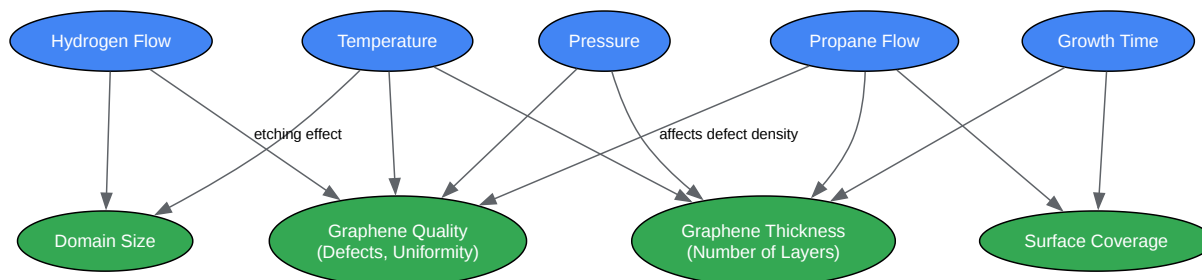 Hydrogen Flow
Temperature
Pressure
Propane Flow
Growth Time
etching effect
affects defect density
Domain Size
Graphene Quality
(Defects, Uniformity)
Graphene Thickness
(Number of Layers)
Surface Coverage